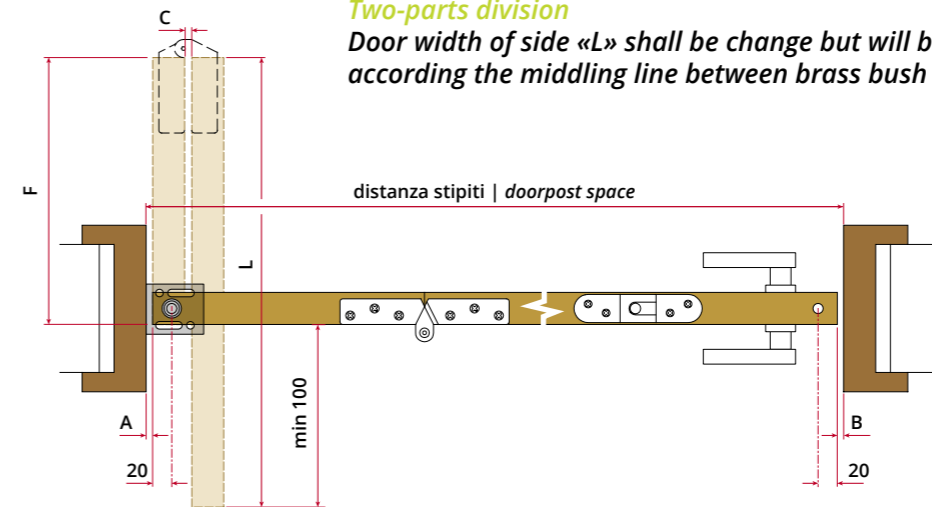 Two-parts division
Door width of side «L» shall be change but will b
according the middling line between brass bush
C
F
distanza stipiti | doorpost space
L
min 100
A
B
20
20